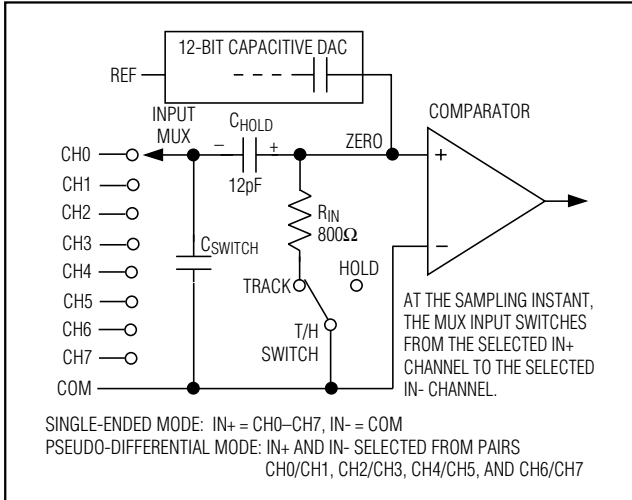 12-BIT CAPACITIVE DAC
REF
INPUT
MUX
CHOLD
– +
12pF
ZERO
COMPARATOR
+
–
CH0
CH1
CH2
CH3
CH4
CH5
CH6
CH7
COM
CSWITCH
RIN
800Ω
TRACK
HOLD
T/H
SWITCH
AT THE SAMPLING INSTANT,
THE MUX INPUT SWITCHES
FROM THE SELECTED IN+
CHANNEL TO THE SELECTED
IN- CHANNEL.
SINGLE-ENDED MODE: IN+ = CH0–CH7, IN- = COM
PSEUDO-DIFFERENTIAL MODE: IN+ AND IN- SELECTED FROM PAIRS
CH0/CH1, CH2/CH3, CH4/CH5, AND CH6/CH7